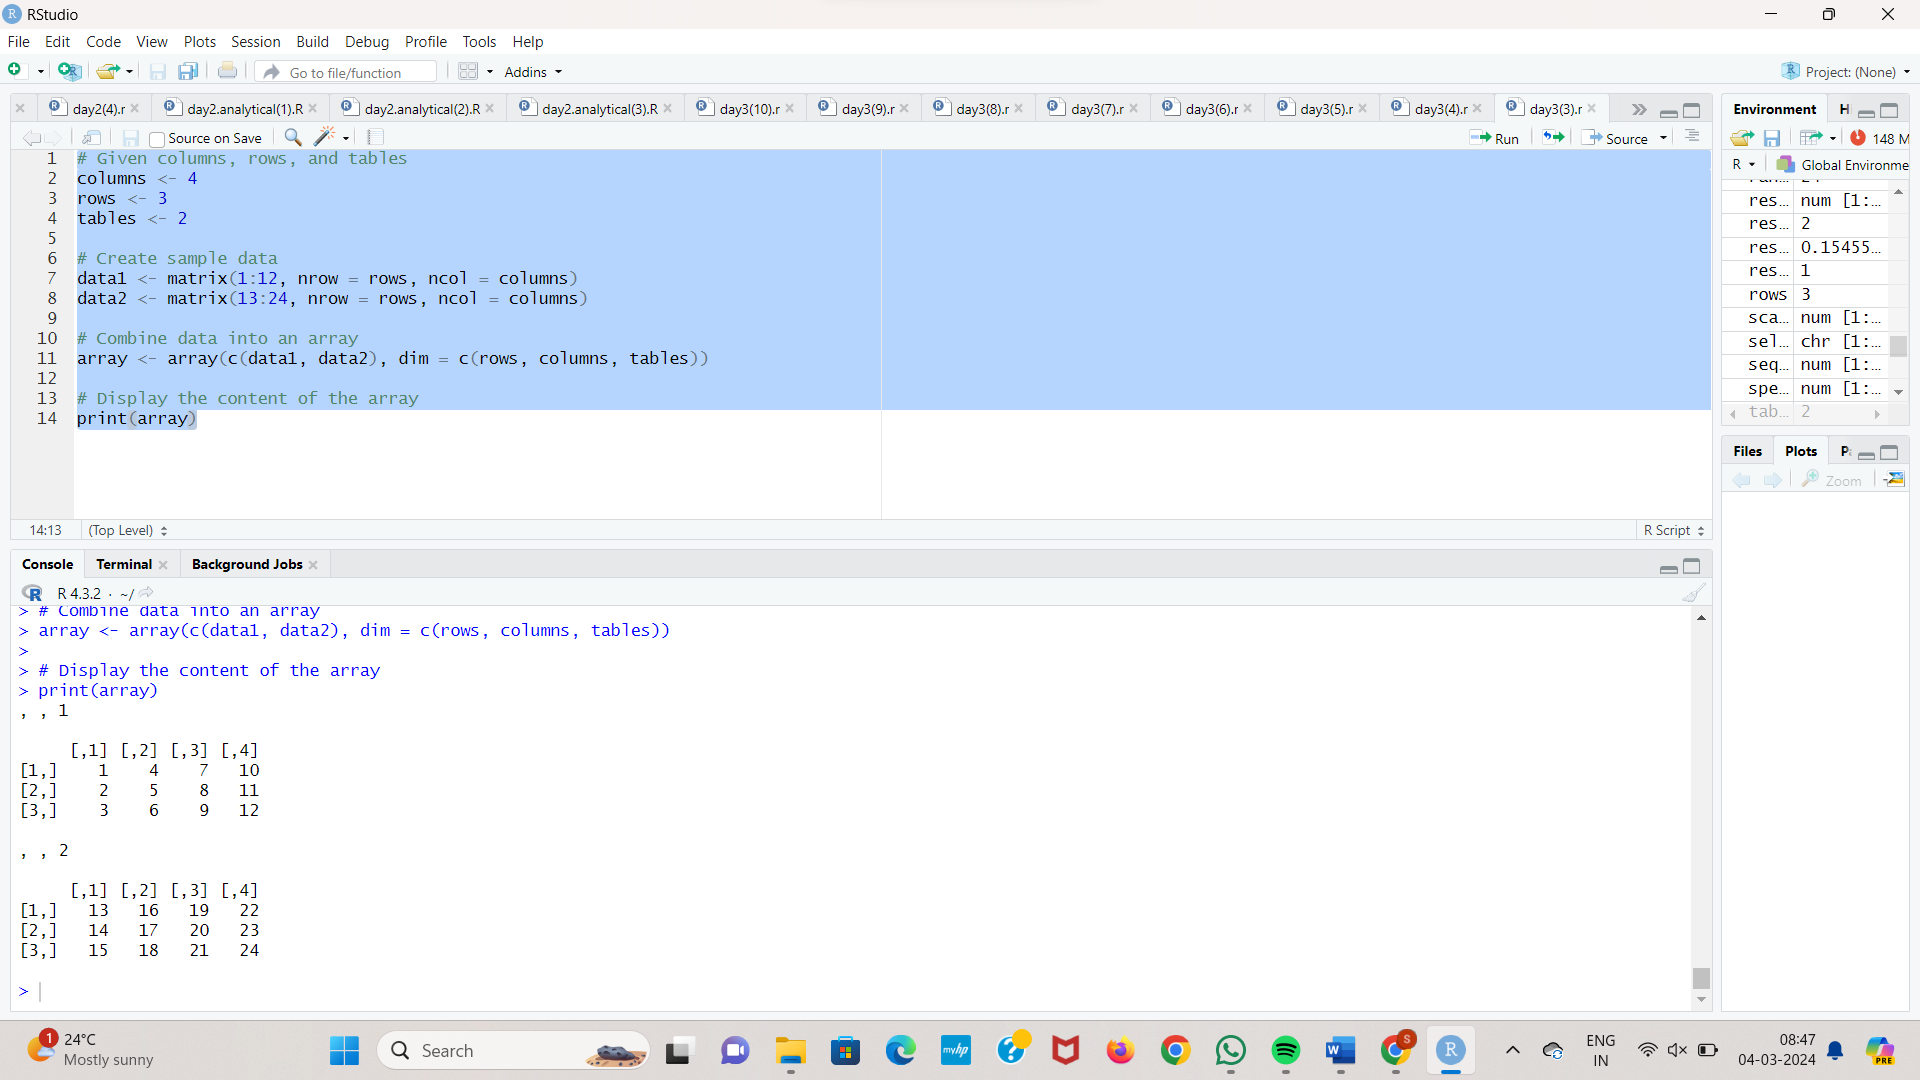 RStudio
File Edit Code View Plots Session Build Debug Profile Tools Help
Go to file/function Addins Project: (None)
day2(4).r day2.analytical(1).R day2.analytical(2).R day2.analytical(3).R day3(10).r day3(9).r day3(8).r day3(7).r day3(6).r day3(5).r day3(4).r day3(3).r
Source on Save Run Source
1 # Given columns, rows, and tables
2 columns <- 4
3 rows <- 3
4 tables <- 2
5
6 # Create sample data
7 data1 <- matrix(1:12, nrow = rows, ncol = columns)
8 data2 <- matrix(13:24, nrow = rows, ncol = columns)
9
10 # Combine data into an array
11 array <- array(c(data1, data2), dim = c(rows, columns, tables))
12
13 # Display the content of the array
14 print(array)
14:13 (Top Level) R Script
Console Terminal Background Jobs
R 4.3.2 · ~/
> # Combine data into an array
> array <- array(c(data1, data2), dim = c(rows, columns, tables))
>
> # Display the content of the array
> print(array)
, , 1
[,1] [,2] [,3] [,4]
[1,] 1 4 7 10
[2,] 2 5 8 11
[3,] 3 6 9 12
, , 2
[,1] [,2] [,3] [,4]
[1,] 13 16 19 22
[2,] 14 17 20 23
[3,] 15 18 21 24
>
Environment H
148 M
R Global Environme
res... num [1:...
res... 2
res... 0.15455...
res... 1
rows 3
sca... num [1:...
sel... chr [1:...
seq... num [1:...
spe... num [1:...
tab... 2
Files Plots P
Zoom
1 24°C
Mostly sunny
Search
myhp
S
R
ENG
IN
08:47
04-03-2024
PRE